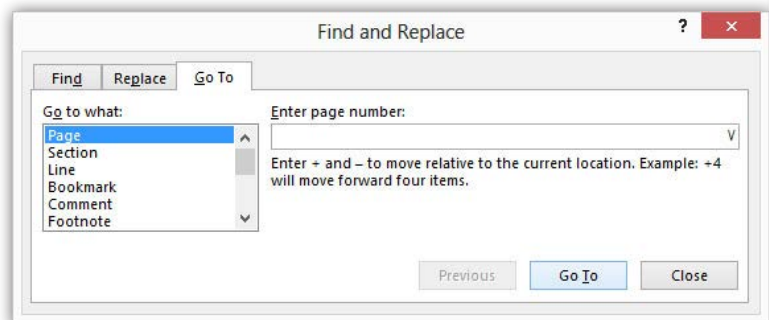 Find and Replace
?
×
Find
Replace
Go To
Go to what:
Page
Section
Line
Bookmark
Comment
Footnote
Enter page number:
V
Enter + and – to move relative to the current location. Example: +4
will move forward four items.
Previous
Go To
Close